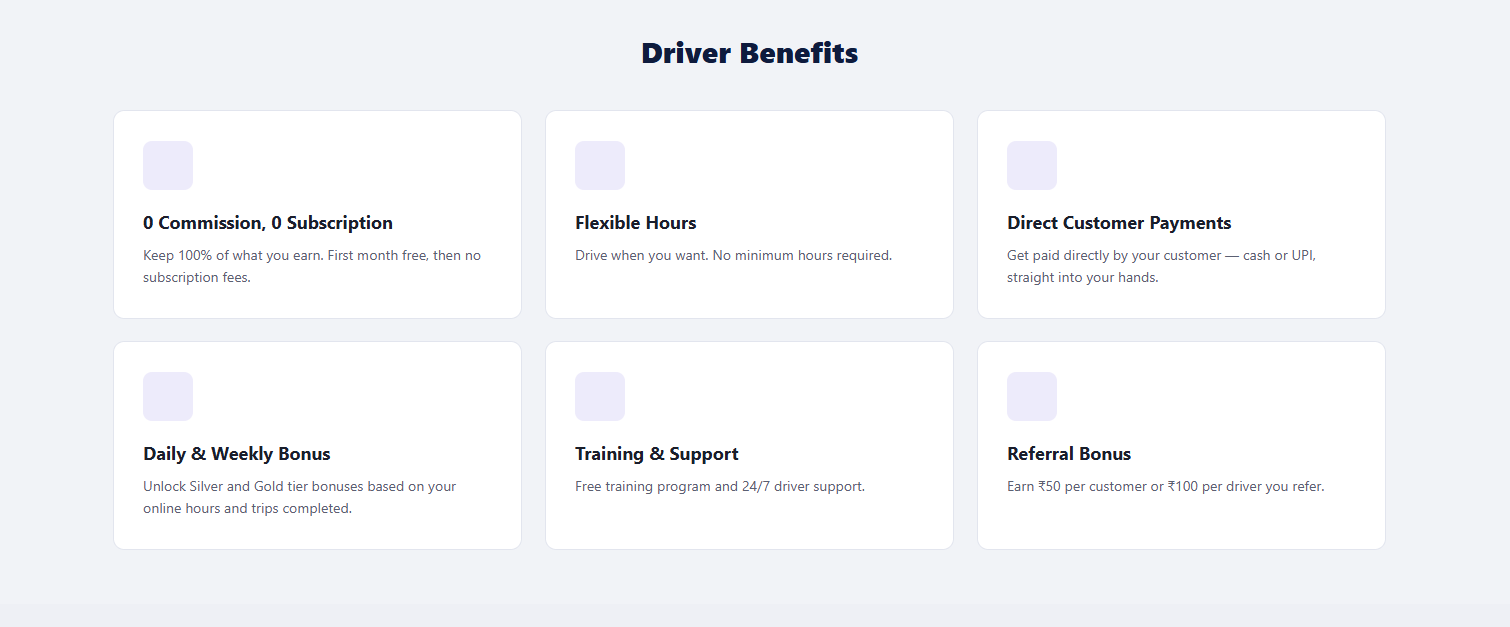 Driver Benefits
0 Commission, 0 Subscription
Keep 100% of what you earn. First month free, then no
subscription fees.
Flexible Hours
Drive when you want. No minimum hours required.
Direct Customer Payments
Get paid directly by your customer — cash or UPI,
straight into your hands.
Daily & Weekly Bonus
Unlock Silver and Gold tier bonuses based on your
online hours and trips completed.
Training & Support
Free training program and 24/7 driver support.
Referral Bonus
Earn ₹50 per customer or ₹100 per driver you refer.